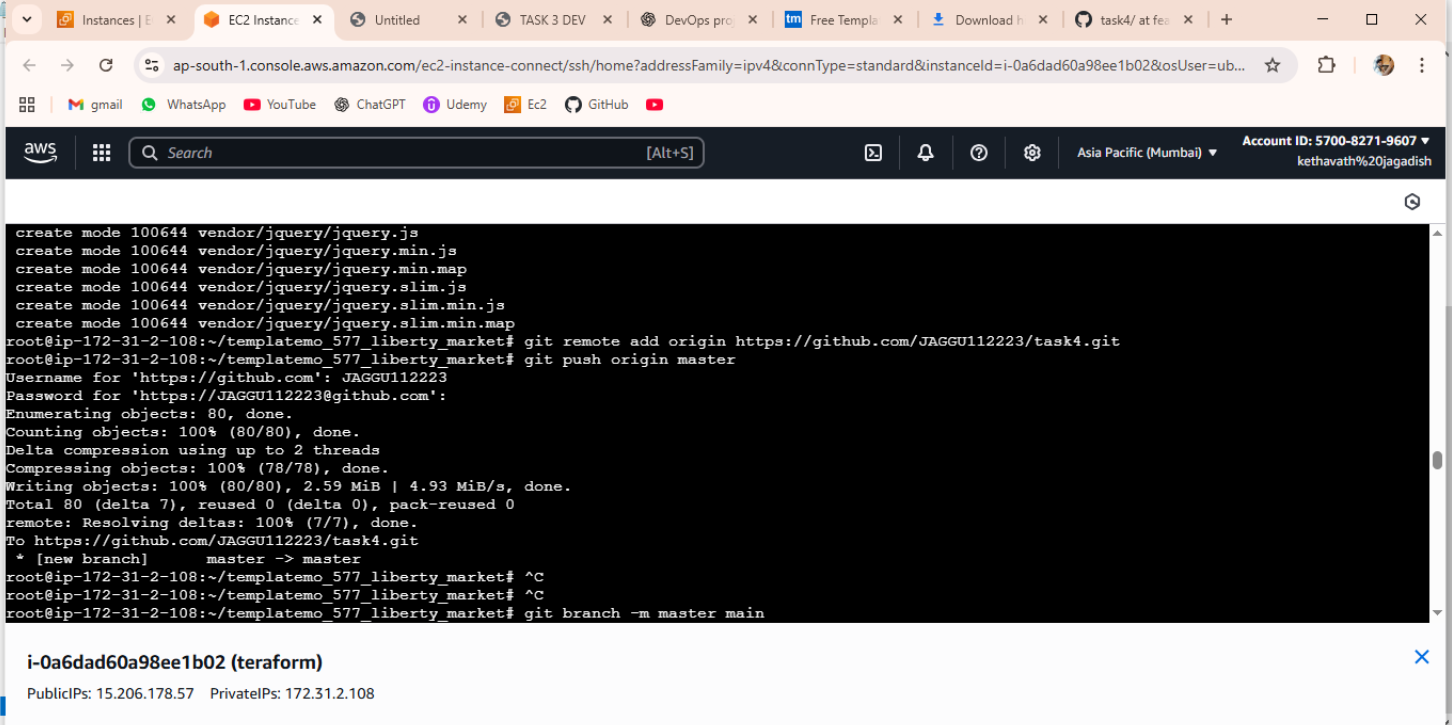 Instances | E
EC2 Instance
Untitled
TASK 3 DEV
DevOps pro
Free Templa
Download h
task4/ at fea
ap-south-1.console.aws.amazon.com/ec2-instance-connect/ssh/home?addressFamily=ipv4&connType=standard&instanceId=i-0a6dad60a98ee1b02&osUser=ub...
gmail WhatsApp YouTube ChatGPT Udemy Ec2 GitHub
aws Search [Alt+S] Asia Pacific (Mumbai) Account ID: 5700-8271-9607
kethavath%20jagadish
create mode 100644 vendor/jquery/jquery.js
create mode 100644 vendor/jquery/jquery.min.js
create mode 100644 vendor/jquery/jquery.min.map
create mode 100644 vendor/jquery/jquery.slim.js
create mode 100644 vendor/jquery/jquery.slim.min.js
create mode 100644 vendor/jquery/jquery.slim.min.map
root@ip-172-31-2-108:~/templatemo_577_liberty_market# git remote add origin https://github.com/JAGGU112223/task4.git
root@ip-172-31-2-108:~/templatemo_577_liberty_market# git push origin master
Username for 'https://github.com': JAGGU112223
Password for 'https://JAGGU112223@github.com':
Enumerating objects: 80, done.
Counting objects: 100% (80/80), done.
Delta compression using up to 2 threads
Compressing objects: 100% (78/78), done.
Writing objects: 100% (80/80), 2.59 MiB | 4.93 MiB/s, done.
Total 80 (delta 7), reused 0 (delta 0), pack-reused 0
remote: Resolving deltas: 100% (7/7), done.
To https://github.com/JAGGU112223/task4.git
* [new branch] master -> master
root@ip-172-31-2-108:~/templatemo_577_liberty_market# ^C
root@ip-172-31-2-108:~/templatemo_577_liberty_market# ^C
root@ip-172-31-2-108:~/templatemo_577_liberty_market# git branch -m master main
i-0a6dad60a98ee1b02 (teraform)
PublicIPs: 15.206.178.57 PrivateIPs: 172.31.2.108